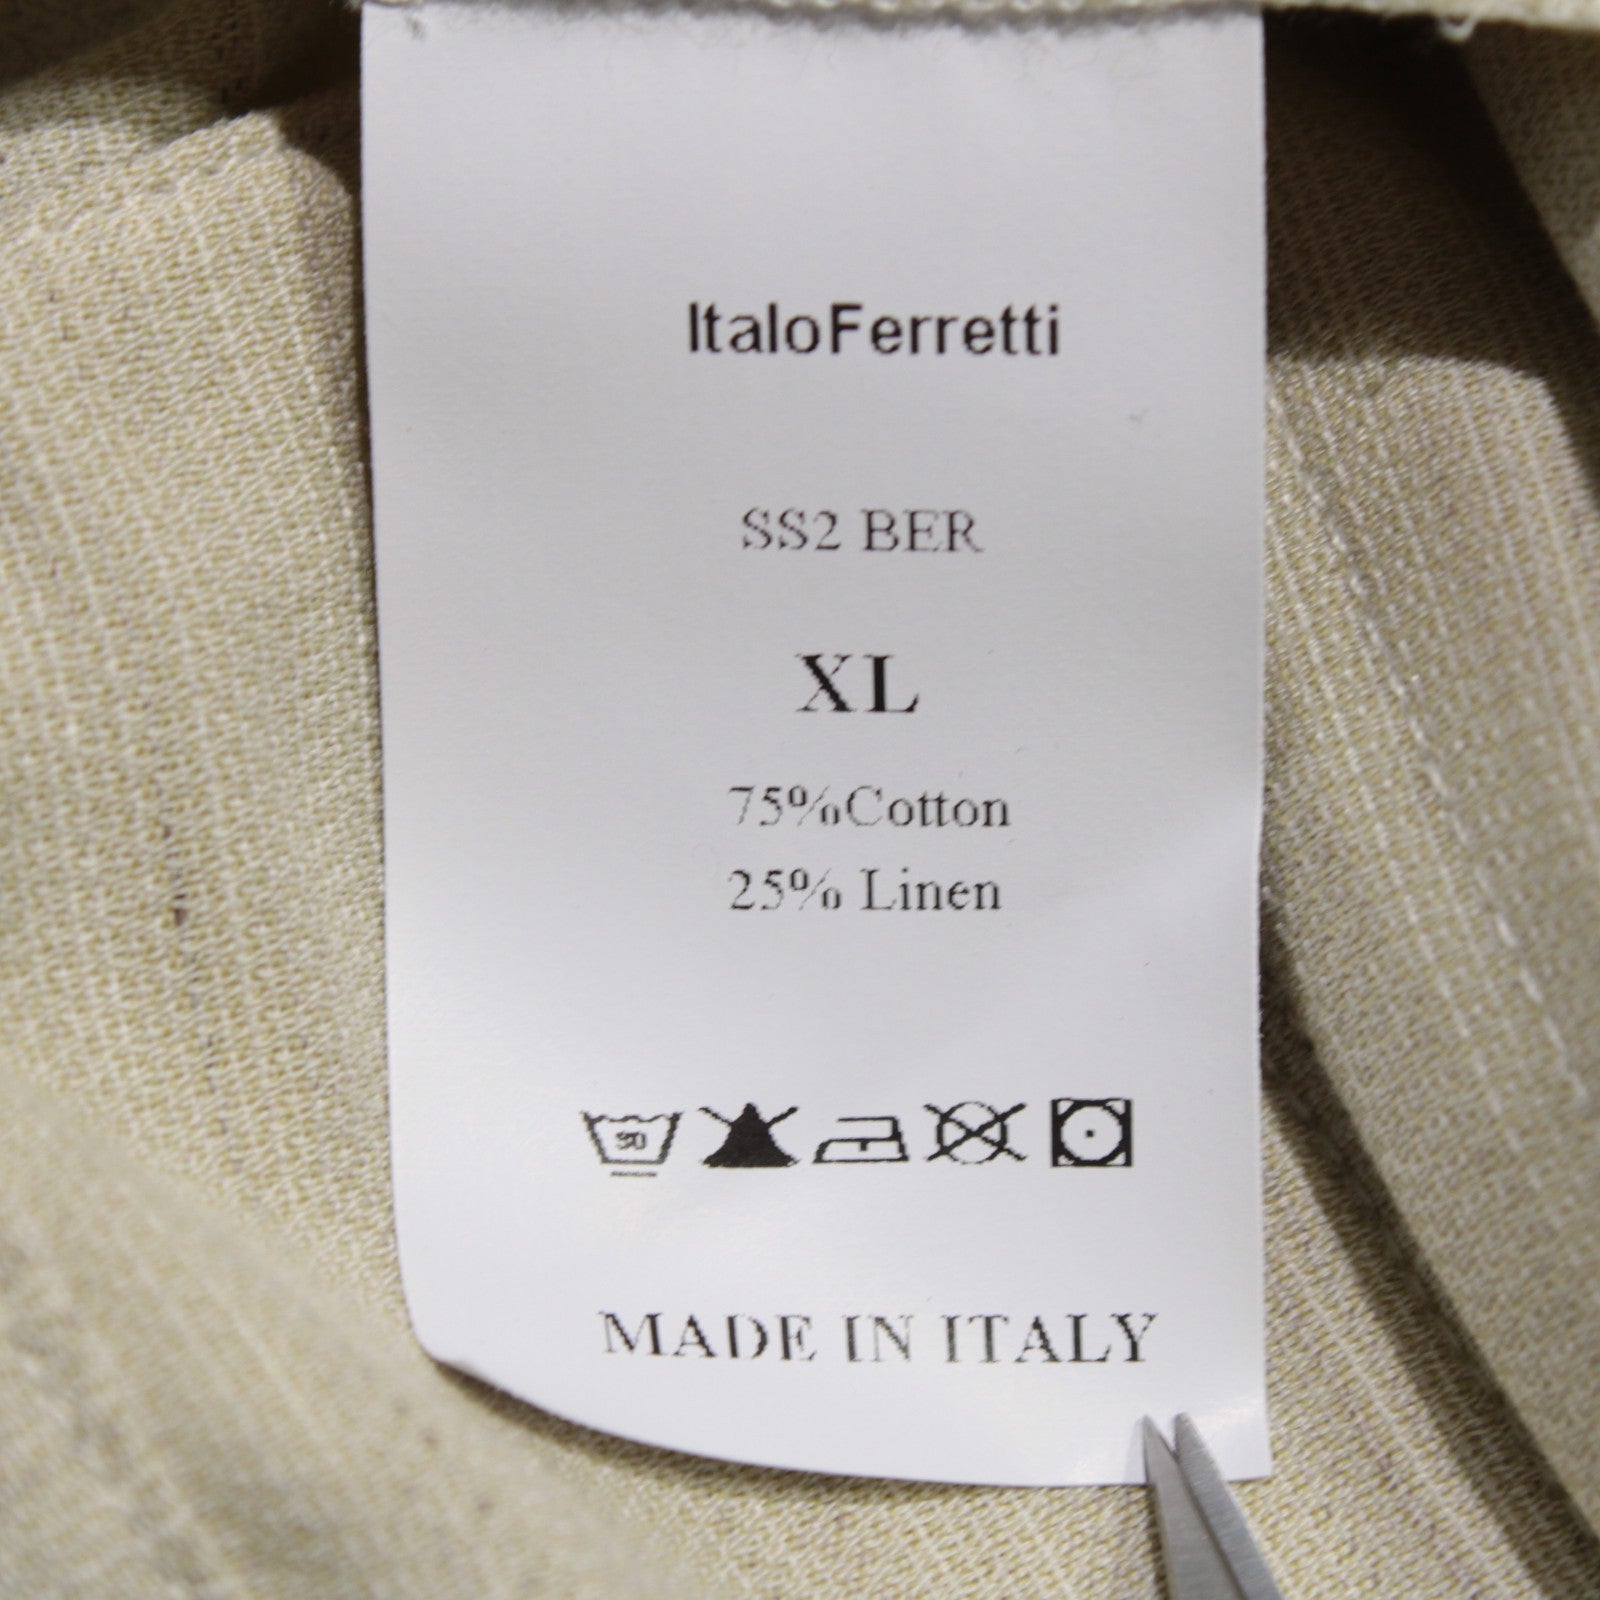 ItaloFerretti
SS2 BER
XL
75%Cotton
25% Linen
MADE IN ITALY